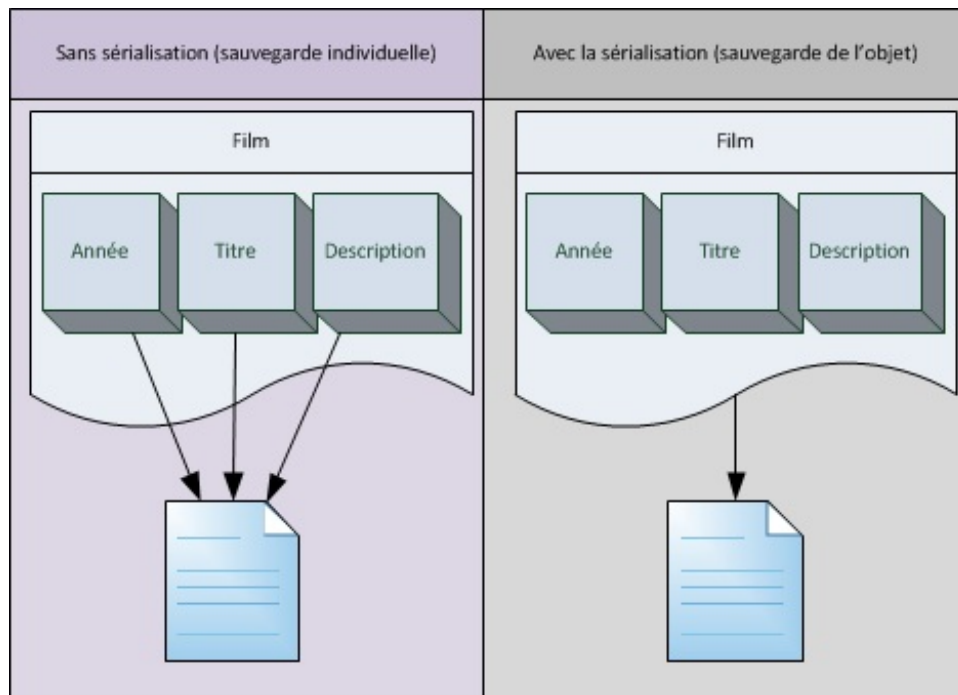 Sans sérialisation (sauvegarde individuelle)
Avec la sérialisation (sauvegarde de l'objet)
Film
Année
Titre
Description
Film
Année
Titre
Description